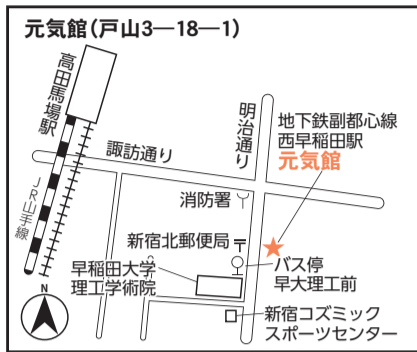 元気館(戸山3―18―1)
高田馬場駅
明治通り
地下鉄副都心線
西早稲田駅
元気館
諏訪通り
JR山手線
消防署
新宿北郵便局
バス停
早大理工前
早稲田大学
理工学術院
新宿コズミック
スポーツセンター
N